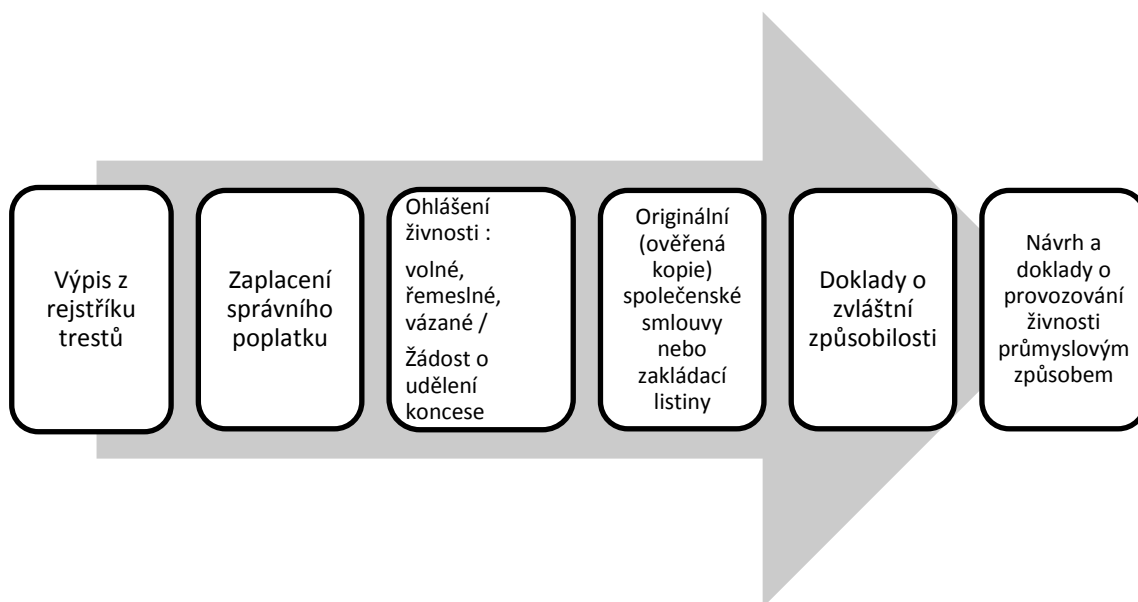 Výpis z
rejstříku
trestů
Zaplacení
správního
poplatku
Ohlášení
živnosti :
volné,
řemeslné,
vázané /
Žádost o
udělení
koncese
Originální
(ověřená
kopie)
společenské
smlouvy
nebo
zakládací
listiny
Doklady o
zvláštní
způsobilosti
Návrh a
doklady o
provozování
živnosti
průmyslovým
způsobem